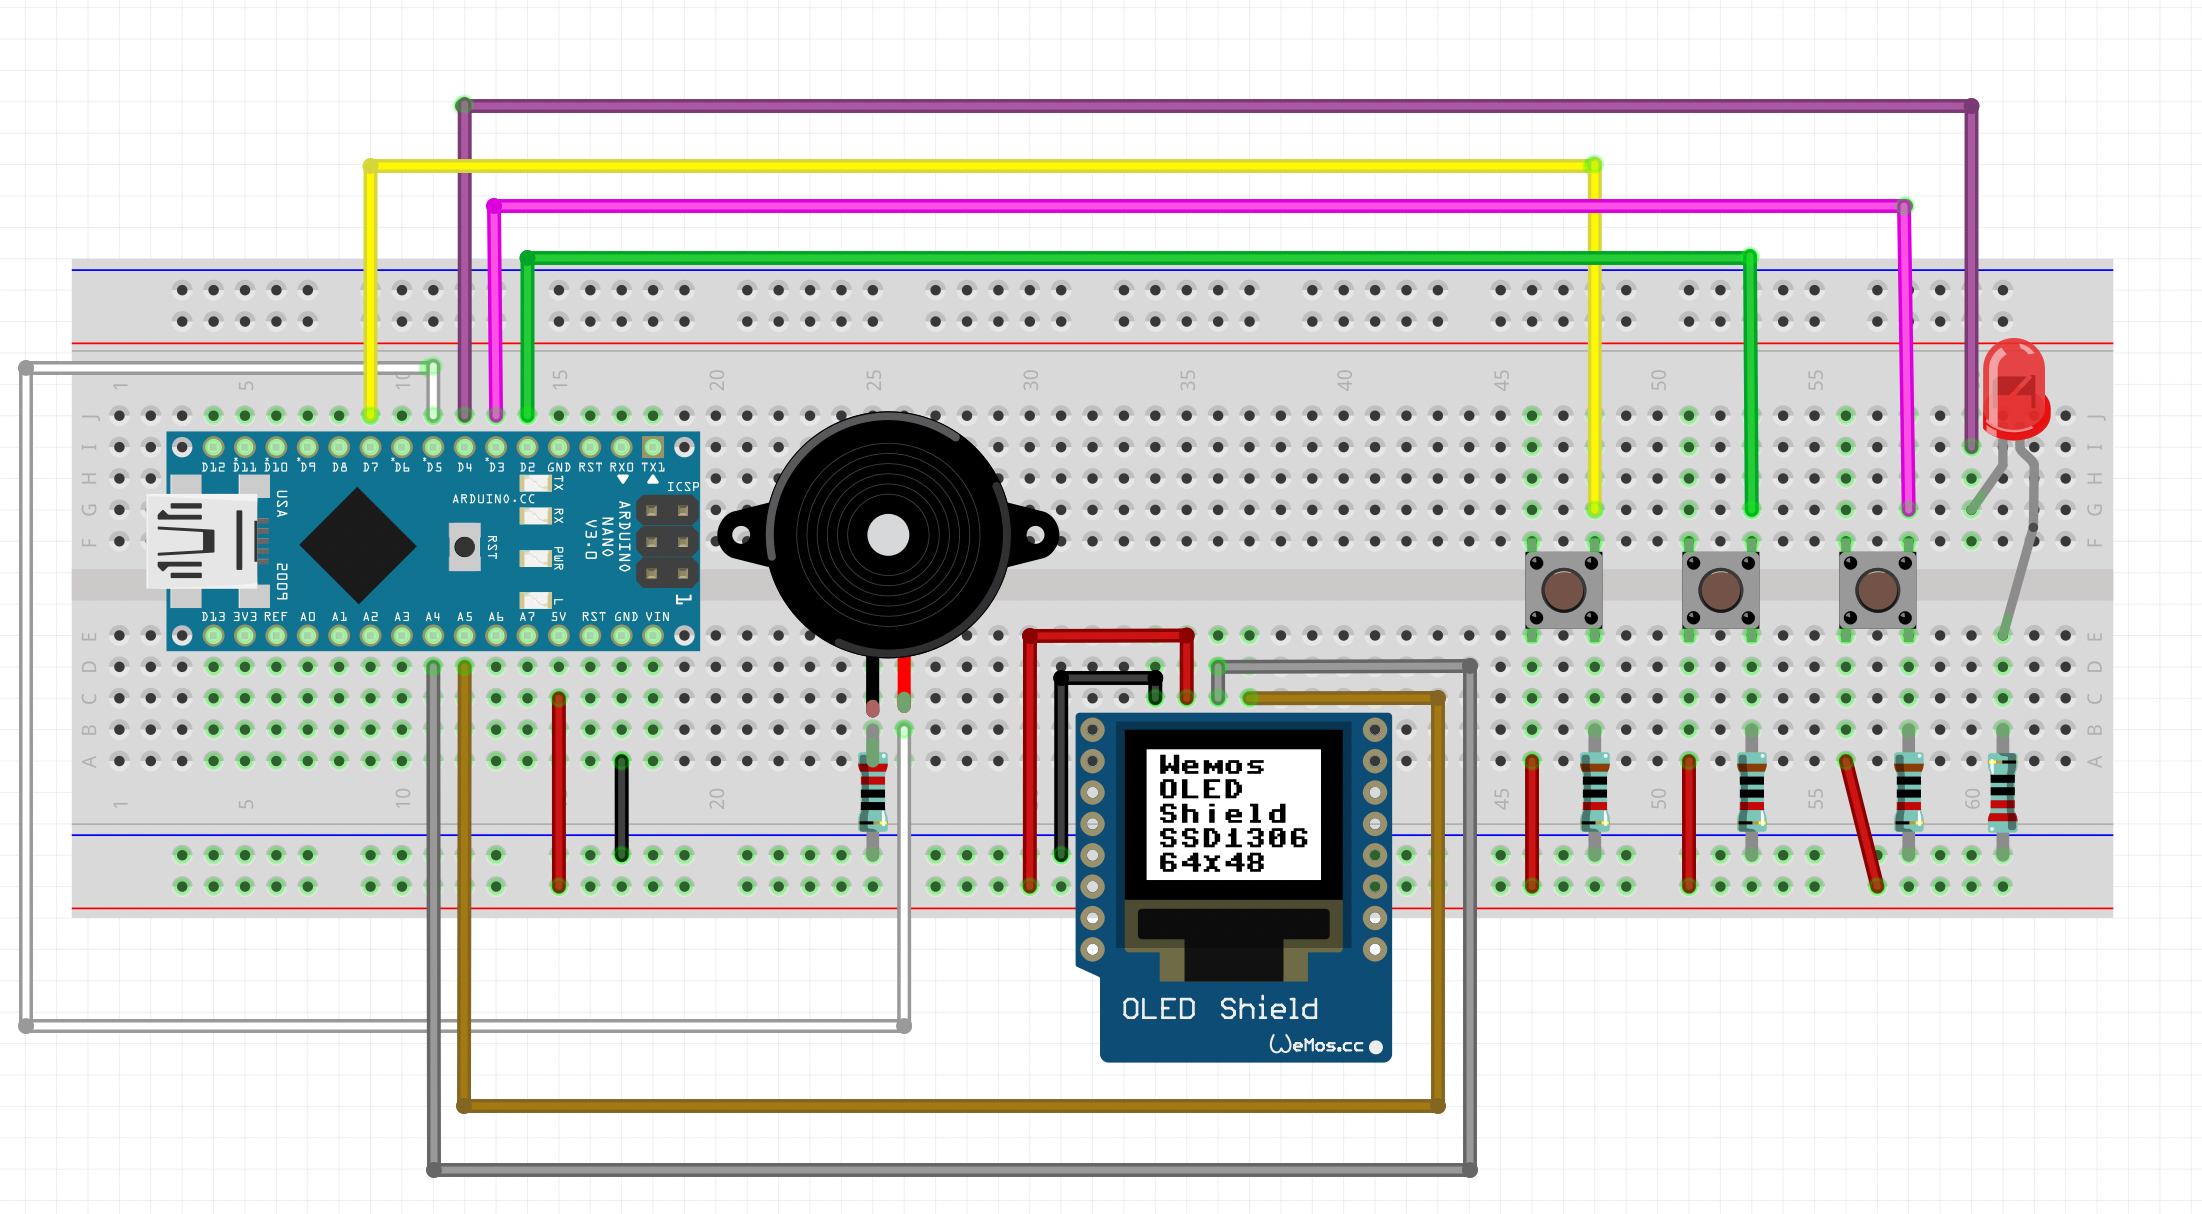 1 5 10 15 20 25 30 35 40 45 50 55
J J
I I
H H
G G
F F
D12 D11 D10 D9 D8 D7 D6 D5 D4 D3 D2 GND RST RX0 TX1
ICSP
TX
RX
PWR
L
USA
2009
ARDUINO.CC
RST
ARDUINO
NANO
V3.0
1
D13 3V3 REF A0 A1 A2 A3 A4 A5 A6 A7 5V RST GND VIN
E E
D D
C C
B B
A A
1 5 10 20 45 50 55 60
Wemos
OLED
Shield
SSD1306
64x48
OLED Shield
WeMos.cc